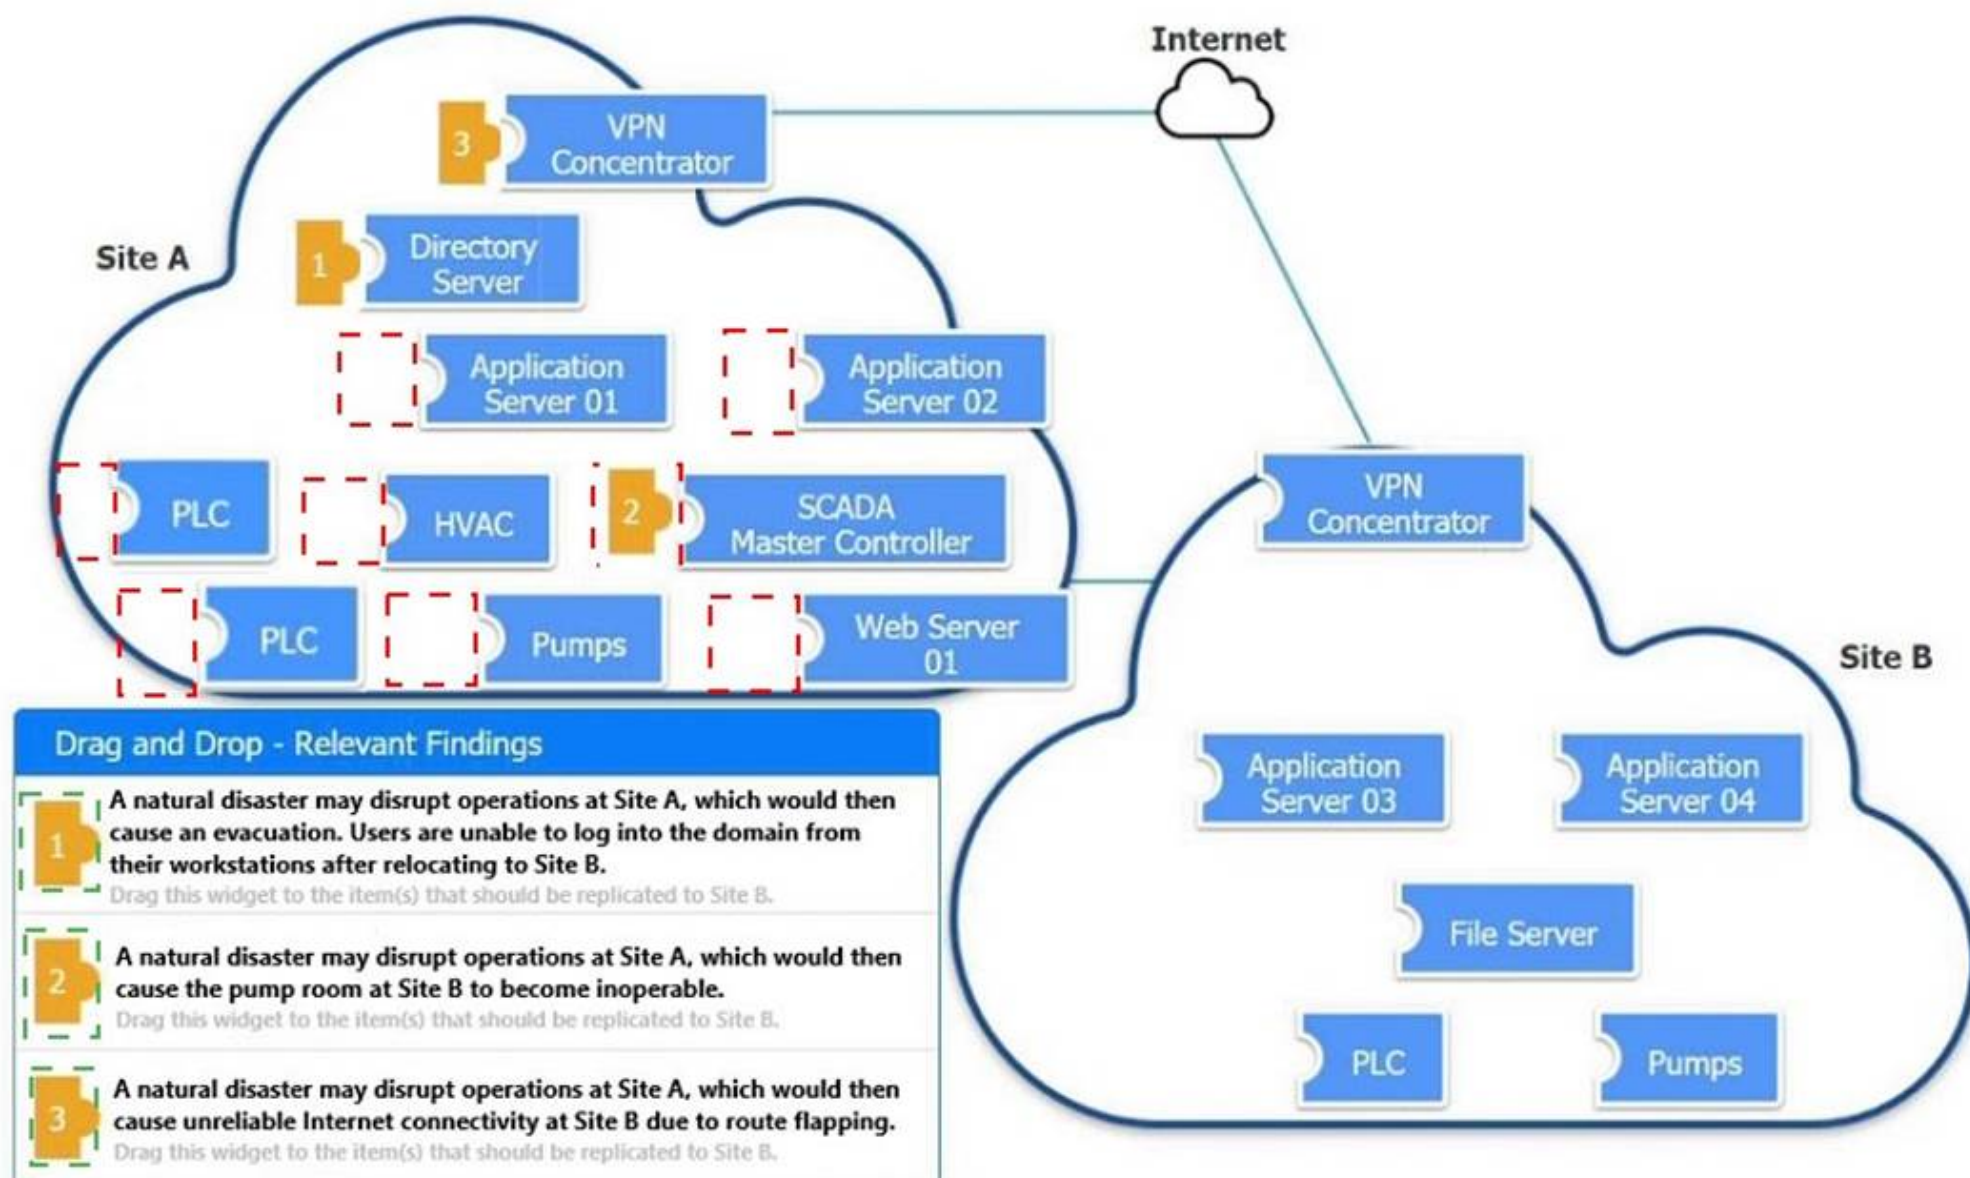 Internet
3
VPN
Concentrator
Site A
1
Directory
Server
Application
Server 01
Application
Server 02
PLC
HVAC
2
SCADA
Master Controller
PLC
Pumps
Web Server
01
VPN
Concentrator
Site B
Application
Server 03
Application
Server 04
File Server
PLC
Pumps
Drag and Drop - Relevant Findings
1
A natural disaster may disrupt operations at Site A, which would then
cause an evacuation. Users are unable to log into the domain from
their workstations after relocating to Site B.
Drag this widget to the item(s) that should be replicated to Site B.
2
A natural disaster may disrupt operations at Site A, which would then
cause the pump room at Site B to become inoperable.
Drag this widget to the item(s) that should be replicated to Site B.
3
A natural disaster may disrupt operations at Site A, which would then
cause unreliable Internet connectivity at Site B due to route flapping.
Drag this widget to the item(s) that should be replicated to Site B.